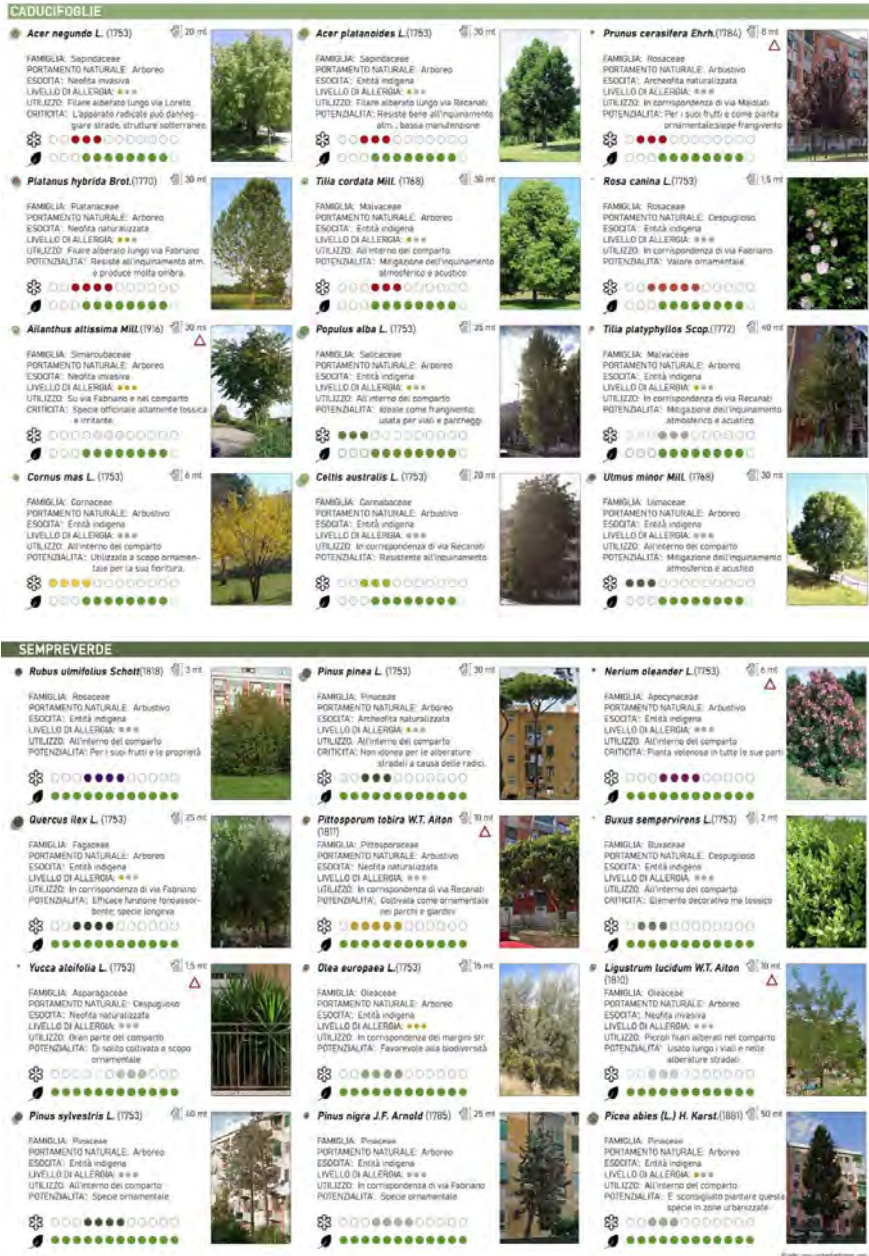 CADUCIFOGLIE
Acer negundo L. (1753) 20 mt
FAMIGLIA: Sapindaceae
PORTAMENTO NATURALE: Arboreo
ESOCITA': Neofita invasiva
LIVELLO DI ALLERGIA:
UTILIZZO: Filare alberato lungo via Loreto
CRITICITA': L'apparato radicale può danneg-
giare strade, strutture sotterranee.
Acer platanoides L.(1753) 30 mt
FAMIGLIA: Sapindaceae
PORTAMENTO NATURALE: Arboreo
ESOCITA': Entità indigena
LIVELLO DI ALLERGIA:
UTILIZZO: Filare alberato lungo via Recanati
POTENZIALITA': Resiste bene all'inquinamento
atm. ; bassa manutenzione
Prunus cerasifera Ehrh.(1784) 8 mt
FAMIGLIA: Rosaceae
PORTAMENTO NATURALE: Arbustivo
ESOCITA': Archeofita naturalizzata
LIVELLO DI ALLERGIA:
UTILIZZO: In corrispondenza di via
POTENZIALITA': Per i suoi frutti e come pianta
ornamentale;siepe frangivento
Platanus hybrida Brot.(1770) 30 mt
FAMIGLIA: Platanaceae
PORTAMENTO NATURALE: Arboreo
ESOCITA': Neofita naturalizzata
LIVELLO DI ALLERGIA:
UTILIZZO: Filare alberato lungo via Fabriano
POTENZIALITA': Resiste all'inquinamento atm.
e produce molta ombra.
Tilia cordata Mill. (1768) 30 mt
FAMIGLIA: Malvaceae
PORTAMENTO NATURALE: Arboreo
ESOCITA': Entità indigena
LIVELLO DI ALLERGIA:
UTILIZZO: All'interno del comparto
POTENZIALITA': Mitigazione dell'inquinamento
atmosferico e acustico
Rosa canina L.(1753) 1,5 mt
FAMIGLIA: Rosaceae
PORTAMENTO NATURALE: Cespuglioso
ESOCITA': Entità indigena
LIVELLO DI ALLERGIA:
UTILIZZO: In corrispondenza di via Fabriano
POTENZIALITA': Valore ornamentale
Ailanthus altissima Mill.(1916) 30 mt
FAMIGLIA: Simaroubaceae
PORTAMENTO NATURALE: Arboreo
ESOCITA': Neofita invasiva
LIVELLO DI ALLERGIA:
UTILIZZO: Su via Fabriano e nel comparto
CRITICITA': Specie officinale altamente tossica
e irritante.
Populus alba L. (1753) 35 mt
FAMIGLIA: Salicaceae
PORTAMENTO NATURALE: Arboreo
ESOCITA': Entità indigena
LIVELLO DI ALLERGIA:
UTILIZZO: All'interno del comparto
POTENZIALITA': Ideale come frangivento;
usata per viali e parcheggi
Tilia platyphyllos Scop.(1772) 40 mt
FAMIGLIA: Malvaceae
PORTAMENTO NATURALE: Arboreo
ESOCITA': Entità indigena
LIVELLO DI ALLERGIA:
UTILIZZO: In corrispondenza di via Recanati
POTENZIALITA': Mitigazione dell'inquinamento
atmosferico e acustico
Cornus mas L. (1753) 6 mt
FAMIGLIA: Cornaceae
PORTAMENTO NATURALE: Arbustivo
ESOCITA': Entità indigena
LIVELLO DI ALLERGIA:
UTILIZZO: All'interno del comparto
POTENZIALITA': Utilizzato a scopo ornamen-
tale per la sua fioritura.
Celtis australis L. (1753) 20 mt
FAMIGLIA: Cannabaceae
PORTAMENTO NATURALE: Arbustivo
ESOCITA': Entità indigena
LIVELLO DI ALLERGIA:
UTILIZZO: In corrispondenza di via Recanati
POTENZIALITA': Resistente all'inquinamento
Ulmus minor Mill. (1768) 30 mt
FAMIGLIA: Ulmaceae
PORTAMENTO NATURALE: Arboreo
ESOCITA': Entità indigena
LIVELLO DI ALLERGIA:
UTILIZZO: All'interno del comparto
POTENZIALITA': Mitigazione dell'inquinamento
atmosferico e acustico
SEMPREVERDE
Rubus ulmifolius Schott(1818) 3 mt
FAMIGLIA: Rosaceae
PORTAMENTO NATURALE: Arbustivo
ESOCITA': Entità indigena
LIVELLO DI ALLERGIA:
UTILIZZO: All'interno del comparto
POTENZIALITA': Per i suoi frutti e le proprietà
Pinus pinea L. (1753) 30 mt
FAMIGLIA: Pinaceae
PORTAMENTO NATURALE: Arboreo
ESOCITA': Archeofita naturalizzata
LIVELLO DI ALLERGIA:
UTILIZZO: All'interno del comparto
CRITICITA': Non idonea per le alberature
stradali a causa delle radici.
Nerium oleander L.(1753) 6 mt
FAMIGLIA: Apocynaceae
PORTAMENTO NATURALE: Arbustivo
ESOCITA': Entità indigena
LIVELLO DI ALLERGIA:
UTILIZZO: All'interno del comparto
CRITICITA': Pianta velenosa in tutte le sue parti
Quercus ilex L. (1753) 25 mt
FAMIGLIA: Fagaceae
PORTAMENTO NATURALE: Arboreo
ESOCITA': Entità indigena
LIVELLO DI ALLERGIA:
UTILIZZO: In corrispondenza di via Fabriano
POTENZIALITA': Efficace funzione fonoassor-
bente; specie longeva
Pittosporum tobira W.T. Aiton 10 mt
(1811)
FAMIGLIA: Pittosporaceae
PORTAMENTO NATURALE: Arbustivo
ESOCITA': Neofita naturalizzata
LIVELLO DI ALLERGIA:
UTILIZZO: In corrispondenza di via Recanati
POTENZIALITA': Coltivata come ornamentale
nei parchi e giardini
Buxus sempervirens L.(1753) 2 mt
FAMIGLIA: Buxaceae
PORTAMENTO NATURALE: Cespuglioso
ESOCITA': Entità indigena
LIVELLO DI ALLERGIA:
UTILIZZO: All'interno del comparto
CRITICITA': Elemento decorativo ma tossico
Yucca aloifolia L. (1753) 1,5 mt
FAMIGLIA: Asparagaceae
PORTAMENTO NATURALE: Cespuglioso
ESOCITA': Neofita naturalizzata
LIVELLO DI ALLERGIA:
UTILIZZO: Gran parte del comparto
POTENZIALITA': Di solito coltivata a scopo
ornamentale
Olea europaea L.(1753) 15 mt
FAMIGLIA: Oleaceae
PORTAMENTO NATURALE: Arboreo
ESOCITA': Entità indigena
LIVELLO DI ALLERGIA:
UTILIZZO: In corrispondenza dei margini str.
POTENZIALITA': Favorevole alla biodiversità
Ligustrum lucidum W.T. Aiton 10 mt
(1810)
FAMIGLIA: Oleaceae
PORTAMENTO NATURALE: Arboreo
ESOCITA': Neofita invasiva
LIVELLO DI ALLERGIA:
UTILIZZO: Piccoli filari alberati nel comparto
POTENZIALITA': Usato lungo i viali e nelle
alberature stradali
Pinus sylvestris L. (1753) 40 mt
FAMIGLIA: Pinaceae
PORTAMENTO NATURALE: Arboreo
ESOCITA': Entità indigena
LIVELLO DI ALLERGIA:
UTILIZZO: All'interno del comparto
POTENZIALITA': Specie ornamentale
Pinus nigra J.F. Arnold (1785) 25 mt
FAMIGLIA: Pinaceae
PORTAMENTO NATURALE: Arboreo
ESOCITA': Entità indigena
LIVELLO DI ALLERGIA:
UTILIZZO: In corrispondenza di via Fabriano
POTENZIALITA': Specie ornamentale
Picea abies (L.) H. Karst.(1881) 50 mt
FAMIGLIA: Pinaceae
PORTAMENTO NATURALE: Arboreo
ESOCITA': Entità indigena
LIVELLO DI ALLERGIA:
UTILIZZO: All'interno del comparto
POTENZIALITA': E' sconsigliato piantare questa
specie in zone urbanizzate